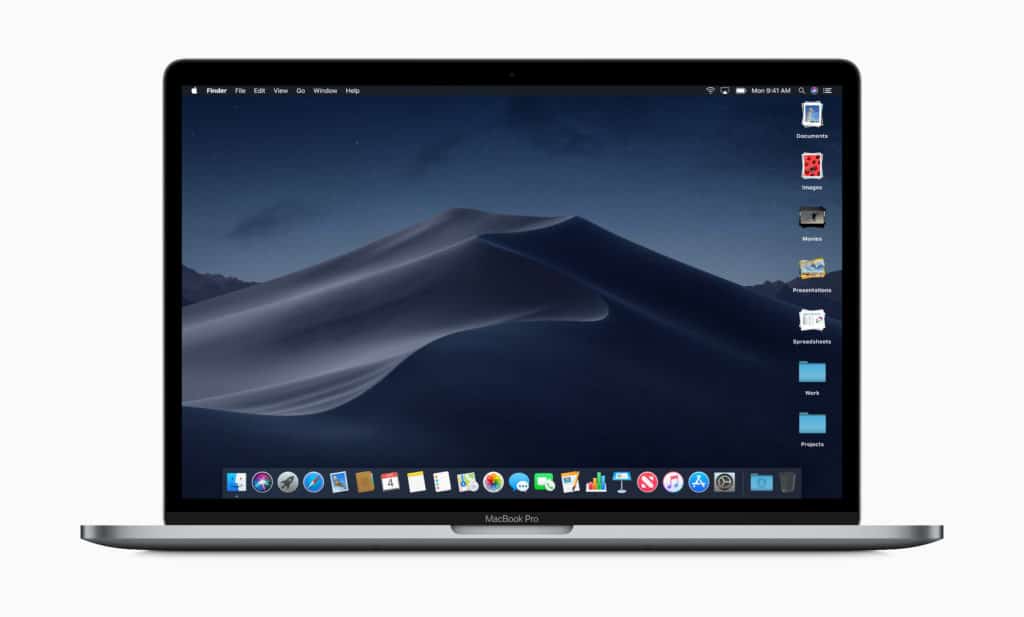 Finder File Edit View Go Window Help Mon 9:41 AM
Documents
Images
Movies
Presentations
Spreadsheets
Work
Projects
4
MacBook Pro